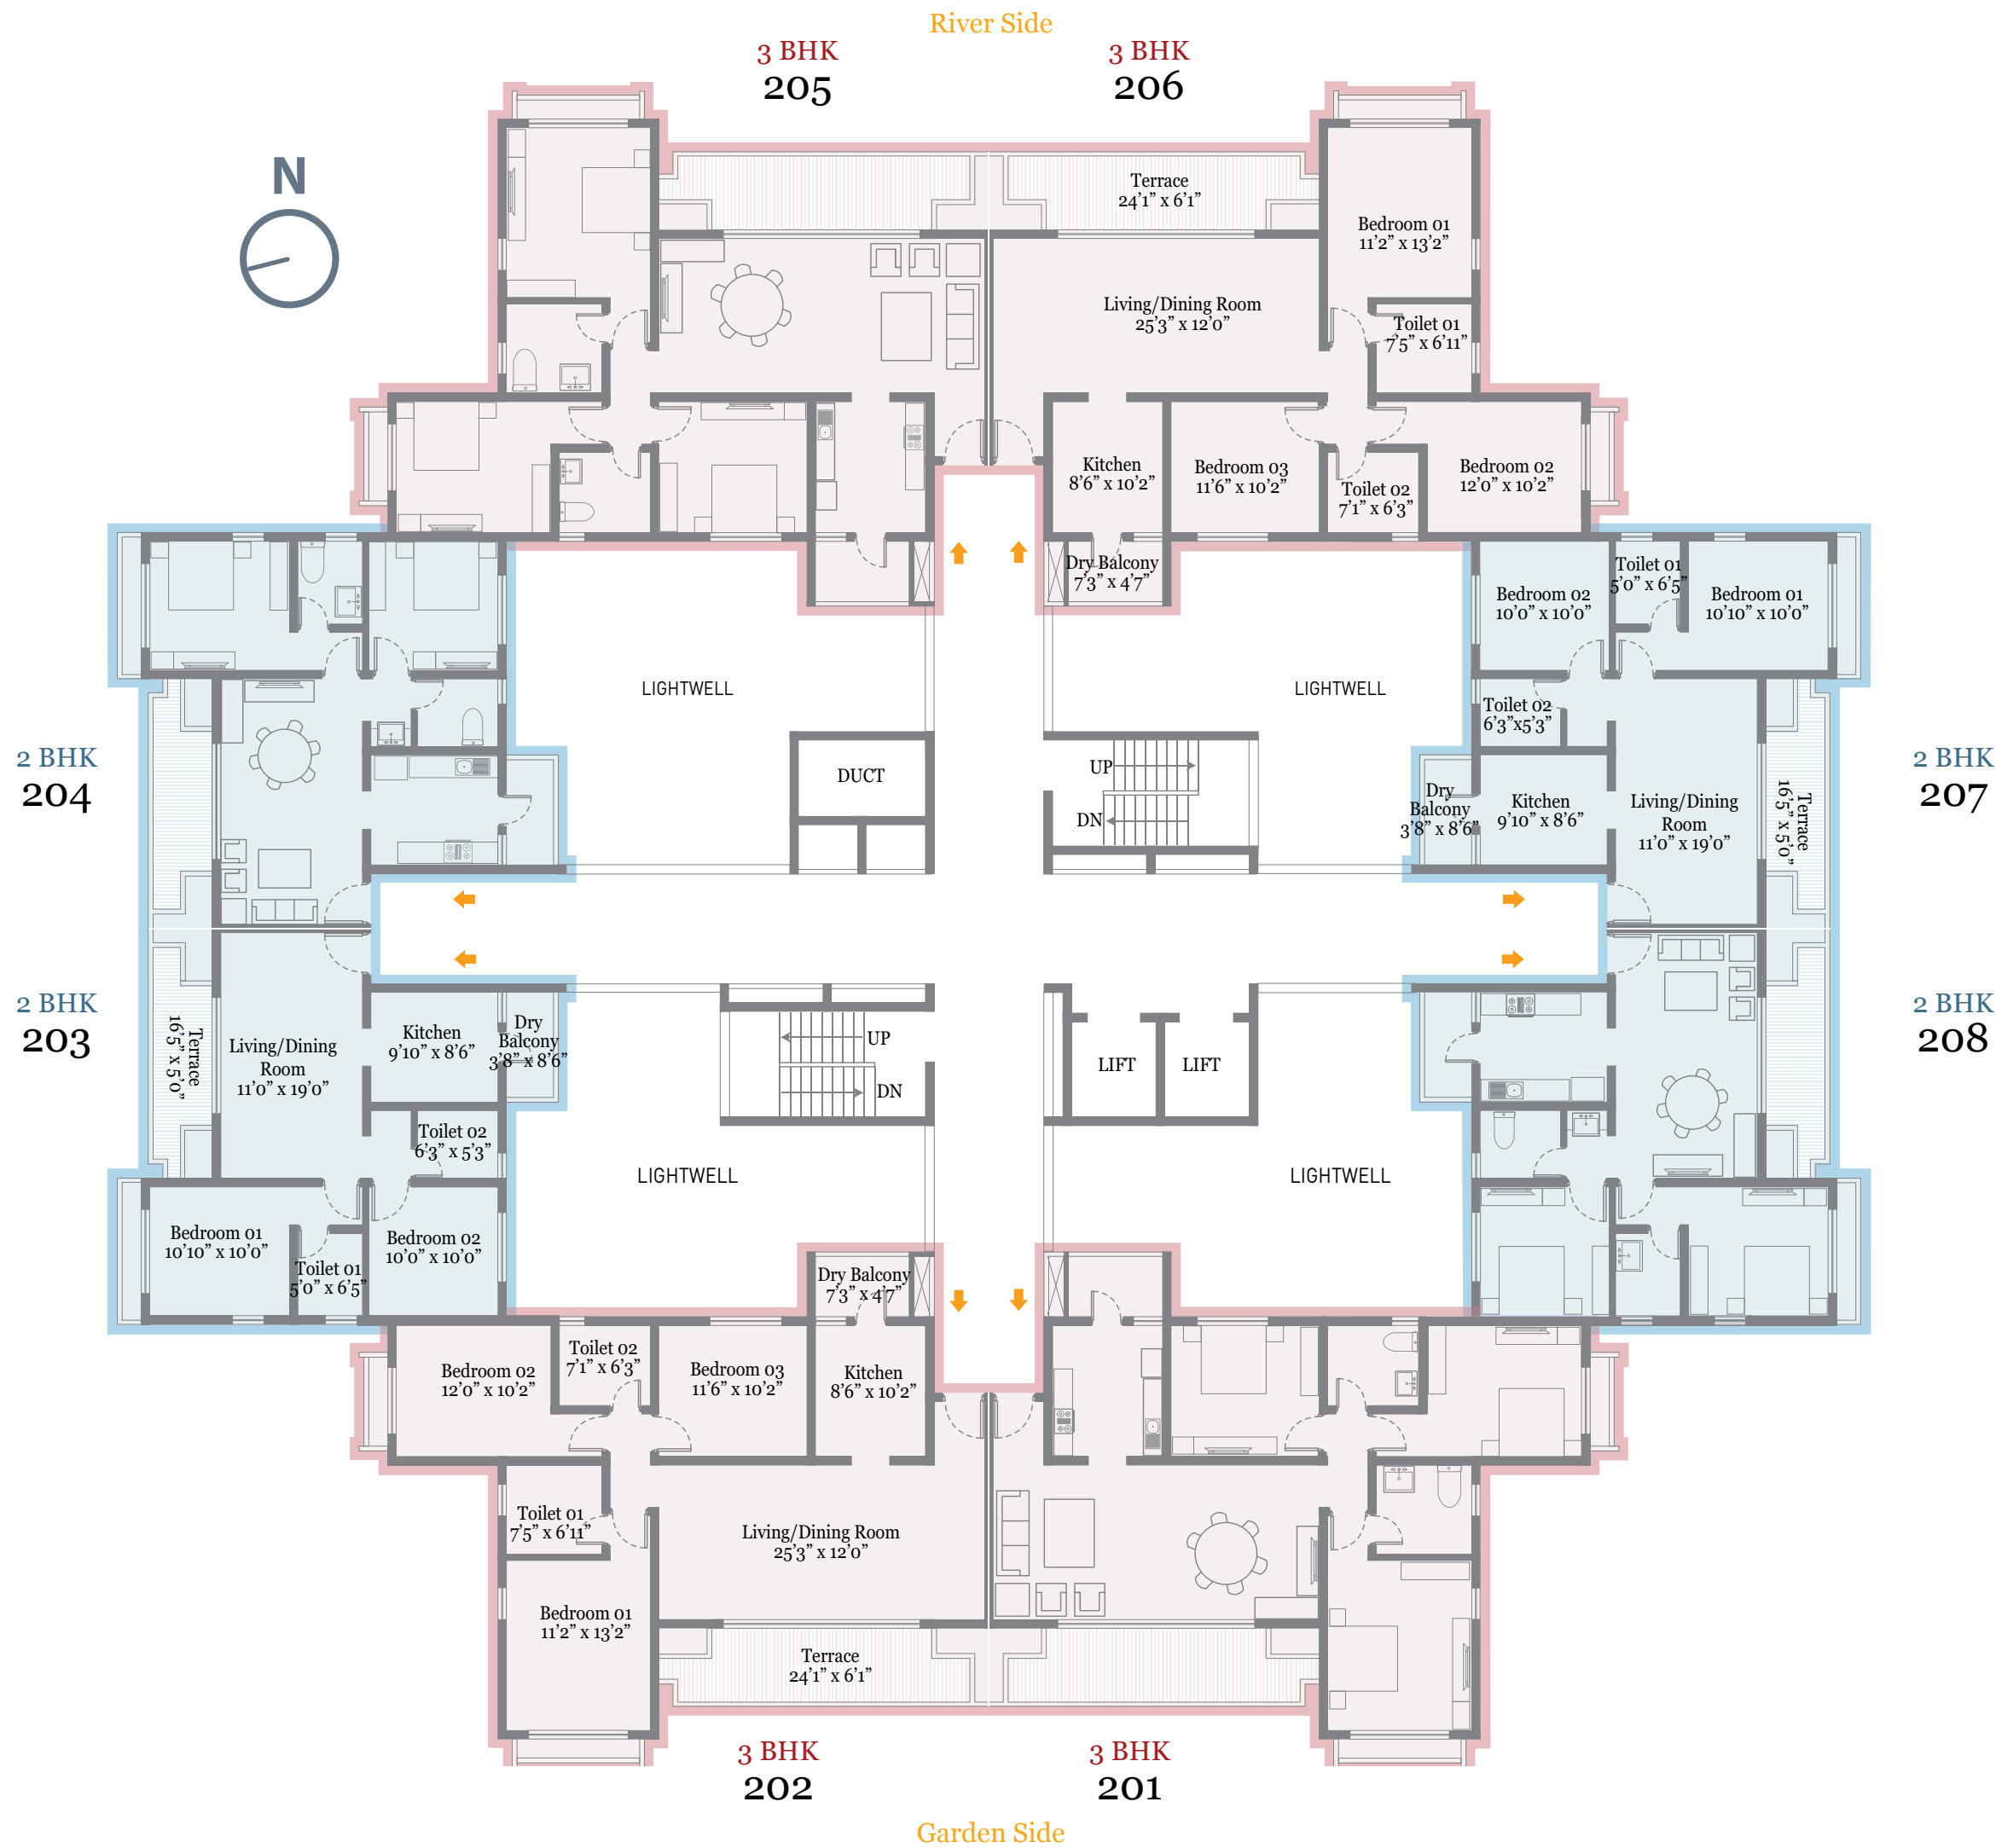 River Side
3 BHK
205
3 BHK
206
N
Terrace
24’1” x 6’1”
Bedroom 01
11’2” x 13’2”
Living/Dining Room
25’3” x 12’0”
Toilet 01
7’5” x 6’11”
Kitchen
8’6” x 10’2”
Bedroom 03
11’6” x 10’2”
Toilet 02
7’1” x 6’3”
Bedroom 02
12’0” x 10’2”
Dry Balcony
7’3” x 4’7”
Bedroom 02
10’0” x 10’0”
Toilet 01
5’0” x 6’5”
Bedroom 01
10’10” x 10’0”
LIGHTWELL
LIGHTWELL
Toilet 02
6’3”x5’3”
2 BHK
204
DUCT
UP
DN
Dry
Balcony
3’8” x 8’6”
Kitchen
9’10” x 8’6”
Living/Dining
Room
11’0” x 19’0”
Terrace
16’5” x 5’0”
2 BHK
207
2 BHK
203
Terrace
16’5” x 5’0”
Living/Dining
Room
11’0” x 19’0”
Kitchen
9’10” x 8’6”
Dry
Balcony
3’8” x 8’6”
UP
DN
LIFT
LIFT
2 BHK
208
Toilet 02
6’3” x 5’3”
LIGHTWELL
LIGHTWELL
Bedroom 01
10’10” x 10’0”
Toilet 01
5’0” x 6’5”
Bedroom 02
10’0” x 10’0”
Dry Balcony
7’3” x 4’7”
Bedroom 02
12’0” x 10’2”
Toilet 02
7’1” x 6’3”
Bedroom 03
11’6” x 10’2”
Kitchen
8’6” x 10’2”
Toilet 01
7’5” x 6’11”
Living/Dining Room
25’3” x 12’0”
Bedroom 01
11’2” x 13’2”
Terrace
24’1” x 6’1”
3 BHK
202
3 BHK
201
Garden Side